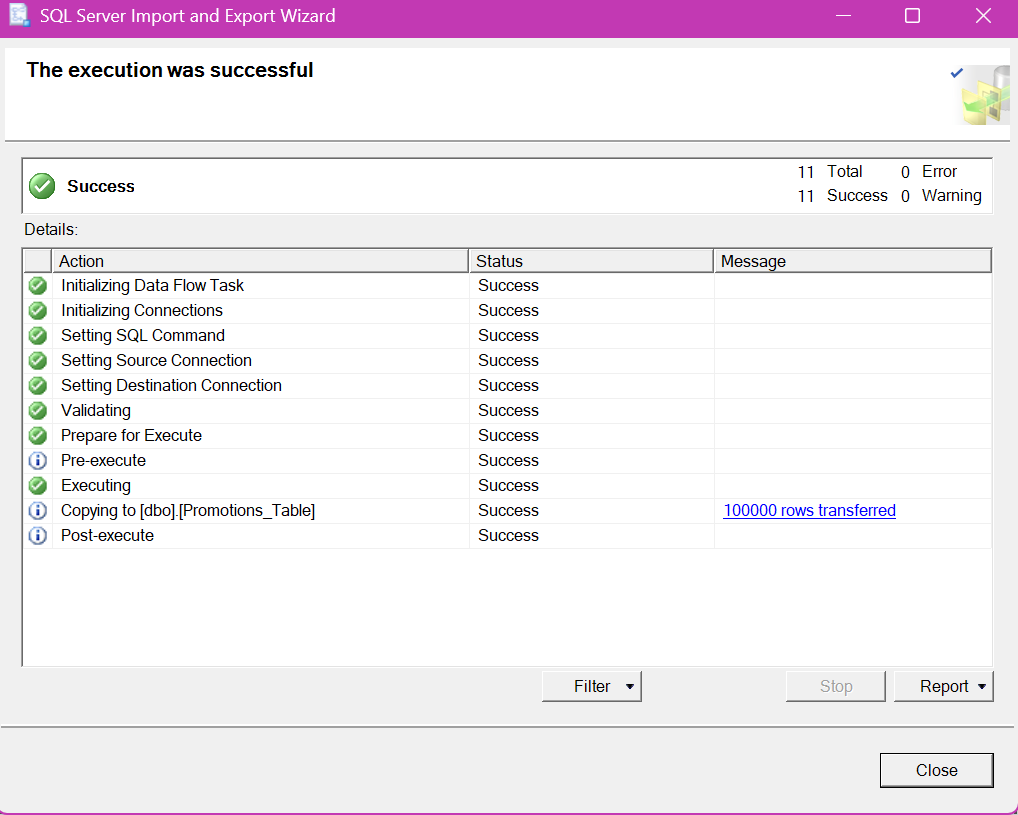 SQL Server Import and Export Wizard
The execution was successful
Success
11 Total 0 Error
11 Success 0 Warning
Details:
Action Status Message
Initializing Data Flow Task Success
Initializing Connections Success
Setting SQL Command Success
Setting Source Connection Success
Setting Destination Connection Success
Validating Success
Prepare for Execute Success
Pre-execute Success
Executing Success
Copying to [dbo].[Promotions_Table] Success 100000 rows transferred
Post-execute Success
Filter Stop Report
Close